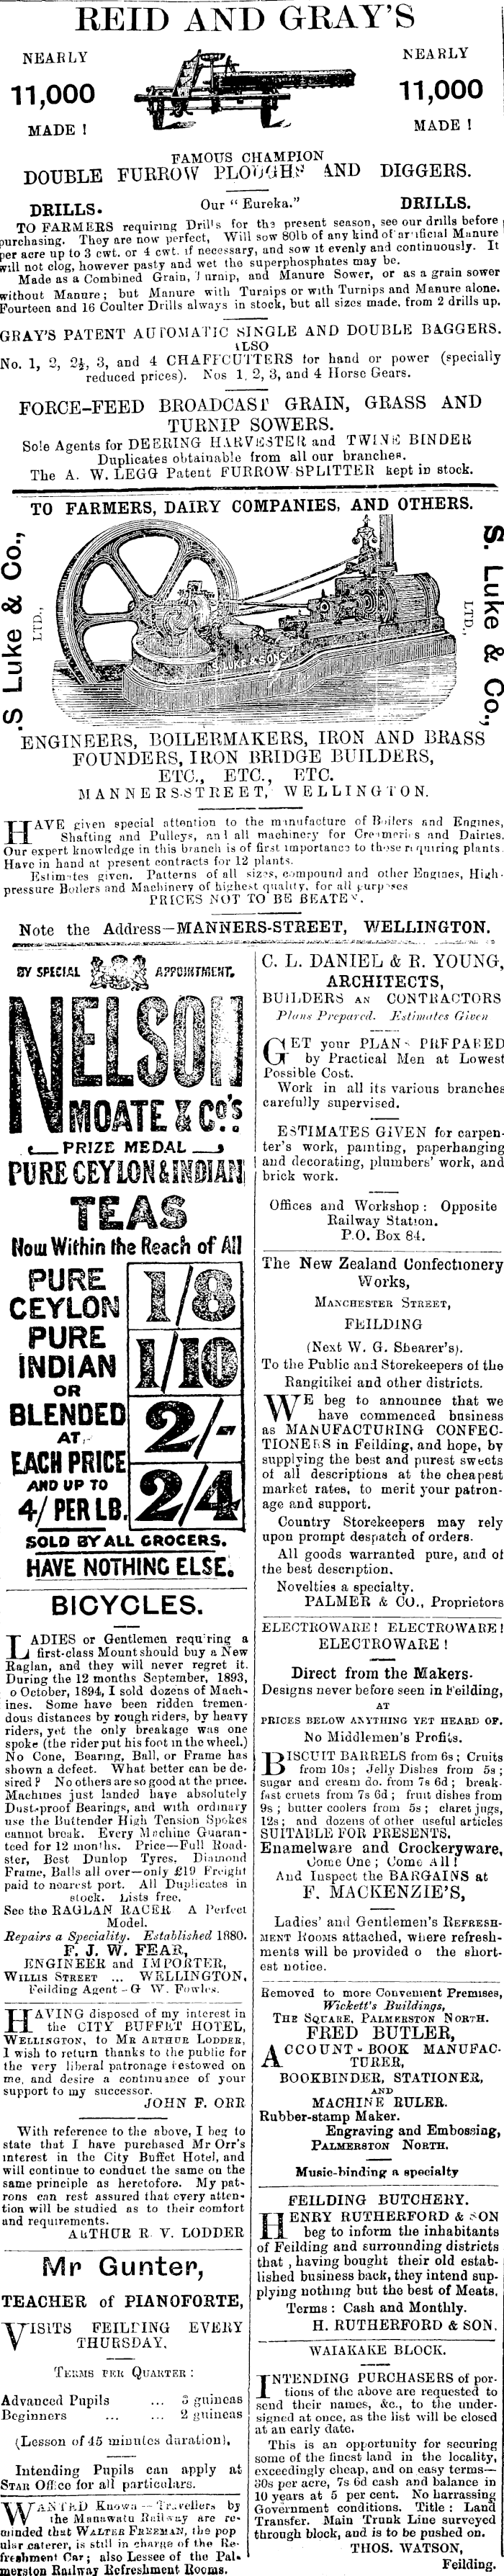 REID AND GRAY'S
NEARLY
11,000
MADE !
NEARLY
11,000
MADE !
FAMOUS CHAMPION
DOUBLE FURROW PLOUGHS AND DIGGERS.
DRILLS. Our "Eureka." DRILLS.
TO FARMERS requiring Drills for the present season, see our drills before
purchasing. They are now perfect, Will sow 80lb of any kind of artificial Manure
per acre up to 3 cwt. or 4 cwt. if necessary, and sow it evenly and continuously. It
will not clog, however pasty and wet the superphosphates may be.
Made as a Combined Grain, Turnip, and Manure Sower, or as a grain sower
without Manure ; but Manure with Turnips or with Turnips and Manure alone.
Fourteen and 16 Coulter Drills always in stock, but all sizes made, from 2 drills up.
GRAY'S PATENT AUTOMATIC SINGLE AND DOUBLE BAGGERS.
ALSO
No. 1, 2, 2½, 3, and 4 CHAFFCUTTERS for hand or power (specially
reduced prices). Nos 1, 2, 3, and 4 Horse Gears.
FORCE-FEED BROADCAST GRAIN, GRASS AND
TURNIP SOWERS.
Sole Agents for DEERING HARVESTER and TWINE BINDER
Duplicates obtainable from all our branches.
The A. W. LEGG Patent FURROW SPLITTER kept in stock.
TO FARMERS, DAIRY COMPANIES, AND OTHERS.
.S Luke & Co.,
LTD.,
S. LUKE & SONS
S. Luke & Co.,
LTD.,
ENGINEERS, BOILERMAKERS, IRON AND BRASS
FOUNDERS, IRON BRIDGE BUILDERS,
ETC., ETC., ETC.
MANNERS-STREET, WELLINGTON.
HAVE given special attention to the manufacture of Boilers and Engines,
Shafting and Pulleys, and all machinery for Creameries and Dairies.
Our expert knowledge in this branch is of first importance to those requiring plants.
Have in hand at present contracts for 12 plants.
Estimates given. Patterns of all sizes, compound and other Engines, High-
pressure Boilers and Machinery of highest quality, for all purposes
PRICES NOT TO BE BEATEN.
Note the Address—MANNERS-STREET, WELLINGTON.
BY SPECIAL APPOINTMENT.
NELSON
MOATE & Co.'s
PRIZE MEDAL
PURE CEYLON & INDIAN
TEAS
Now Within the Reach of All
PURE
CEYLON
PURE
INDIAN
OR
BLENDED
AT
EACH PRICE
AND UP TO
4/ PER LB.
1/8
1/10
2/-
2/4
SOLD BY ALL GROCERS.
HAVE NOTHING ELSE.
BICYCLES.
LADIES or Gentlemen requiring a
first-class Mount should buy a New
Raglan, and they will never regret it.
During the 12 months September, 1893,
o October, 1894, I sold dozens of Mach-
ines. Some have been ridden tremen-
dous distances by rough riders, by heavy
riders, yet the only breakage was one
spoke (the rider put his foot in the wheel.)
No Cone, Bearing, Ball, or Frame has
shown a defect. What better can be de-
sired ? No others are so good at the price.
Machines just landed have absolutely
Dust-proof Bearings, and with ordinary
use the Buttender High Tension Spokes
cannot break. Every Machine Guaran-
teed for 12 months. Price—Full Road-
ster, Best Dunlop Tyres, Diamond
Frame, Balls all over—only £19 Freight
paid to nearest port. All Duplicates in
stock. Lists free.
See the RAGLAN RACER A Perfect
Model.
Repairs a Speciality. Established 1880.
F. J. W. FEAR,
ENGINEER and IMPORTER,
WILLIS STREET ... WELLINGTON,
Feilding Agent—G W. Fowles.
HAVING disposed of my interest in
the CITY BUFFET HOTEL,
WELLINGTON, to MR ARTHUR LODDER,
I wish to return thanks to the public for
the very liberal patronage bestowed on
me, and desire a continuance of your
support to my successor.
JOHN F. ORR
With reference to the above, I beg to
state that I have purchased Mr Orr's
interest in the City Buffet Hotel, and
will continue to conduct the same on the
same principle as heretofore. My pat-
rons can rest assured that every atten-
tion will be studied as to their comfort
and requirements.
ARTHUR R. V. LODDER
Mr Gunter,
TEACHER of PIANOFORTE,
VISITS FEILDING EVERY
THURSDAY.
TERMS PER QUARTER :
Advanced Pupils ... 3 guineas
Beginners ... ... 2 guineas
(Lesson of 45 minutes duration).
Intending Pupils can apply at
STAR Office for all particulars.
WANTED Known — Travellers by
the Manawatu Railway are re-
minded that WALTER FREEMAN, the pop
ular caterer, is still in charge of the Re-
freshment Car ; also Lessee of the Pal-
merston Railway Refreshment Rooms.
C. L. DANIEL & R. YOUNG,
ARCHITECTS,
BUILDERS AN CONTRACTORS
Plans Prepared. Estimates Given
GET your PLANS PREPARED
by Practical Men at Lowest
Possible Cost.
Work in all its various branches
carefully supervised.
ESTIMATES GIVEN for carpen-
ter's work, painting, paperhanging
and decorating, plumbers' work, and
brick work.
Offices and Workshop : Opposite
Railway Station.
P.O. Box 84.
The New Zealand Confectionery
Works,
MANCHESTER STREET,
FEILDING
(Next W. G. Shearer's).
To the Public and Storekeepers of the
Rangitikei and other districts.
WE beg to announce that we
have commenced business
as MANUFACTURING CONFEC-
TIONERS in Feilding, and hope, by
supplying the best and purest sweets
of all descriptions at the cheapest
market rates, to merit your patron-
age and support.
Country Storekeepers may rely
upon prompt despatch of orders.
All goods warranted pure, and of
the best description.
Novelties a specialty.
PALMER & CO., Proprietors
ELECTROWARE ! ELECTROWARE !
ELECTROWARE !
Direct from the Makers.
Designs never before seen in Feilding,
AT
PRICES BELOW ANYTHING YET HEARD OF.
No Middlemen's Profits.
BISCUIT BARRELS from 6s ; Cruits
from 10s ; Jelly Dishes from 5s ;
sugar and cream do. from 7s 6d ; break-
fast cruets from 7s 6d ; fruit dishes from
9s ; butter coolers from 5s ; claret jugs,
12s ; and dozens of other useful articles
SUITABLE FOR PRESENTS.
Enamelware and Crockeryware,
Come One ; Come All !
And Inspect the BARGAINS at
F. MACKENZIE'S,
Ladies' and Gentlemen's REFRESH-
MENT ROOMS attached, where refresh-
ments will be provided o the short-
est notice.
Removed to more Convenient Premises,
Wickett's Buildings,
THE SQUARE, PALMERSTON NORTH.
FRED BUTLER,
ACCOUNT - BOOK MANUFAC-
TURER,
BOOKBINDER, STATIONER,
AND
MACHINE RULER.
Rubber-stamp Maker.
Engraving and Embossing,
PALMERSTON NORTH.
Music-binding a specialty
FEILDING BUTCHERY.
HENRY RUTHERFORD & SON
beg to inform the inhabitants
of Feilding and surrounding districts
that , having bought their old estab-
lished business back, they intend sup-
plying nothing but the best of Meats.
Terms : Cash and Monthly.
H. RUTHERFORD & SON.
WAIAKAKE BLOCK.
INTENDING PURCHASERS of por-
tions of the above are requested to
send their names, &c., to the under-
signed at once, as the list will be closed
at an early date.
This is an opportunity for securing
some of the finest land in the locality,
exceedingly cheap, and on easy terms—
30s per acre, 7s 6d cash and balance in
10 years at 5 per cent. No harrassing
Government conditions. Title : Land
Transfer. Main Trunk Line surveyed
through block, and is to be pushed on.
THOS. WATSON,
Feilding.